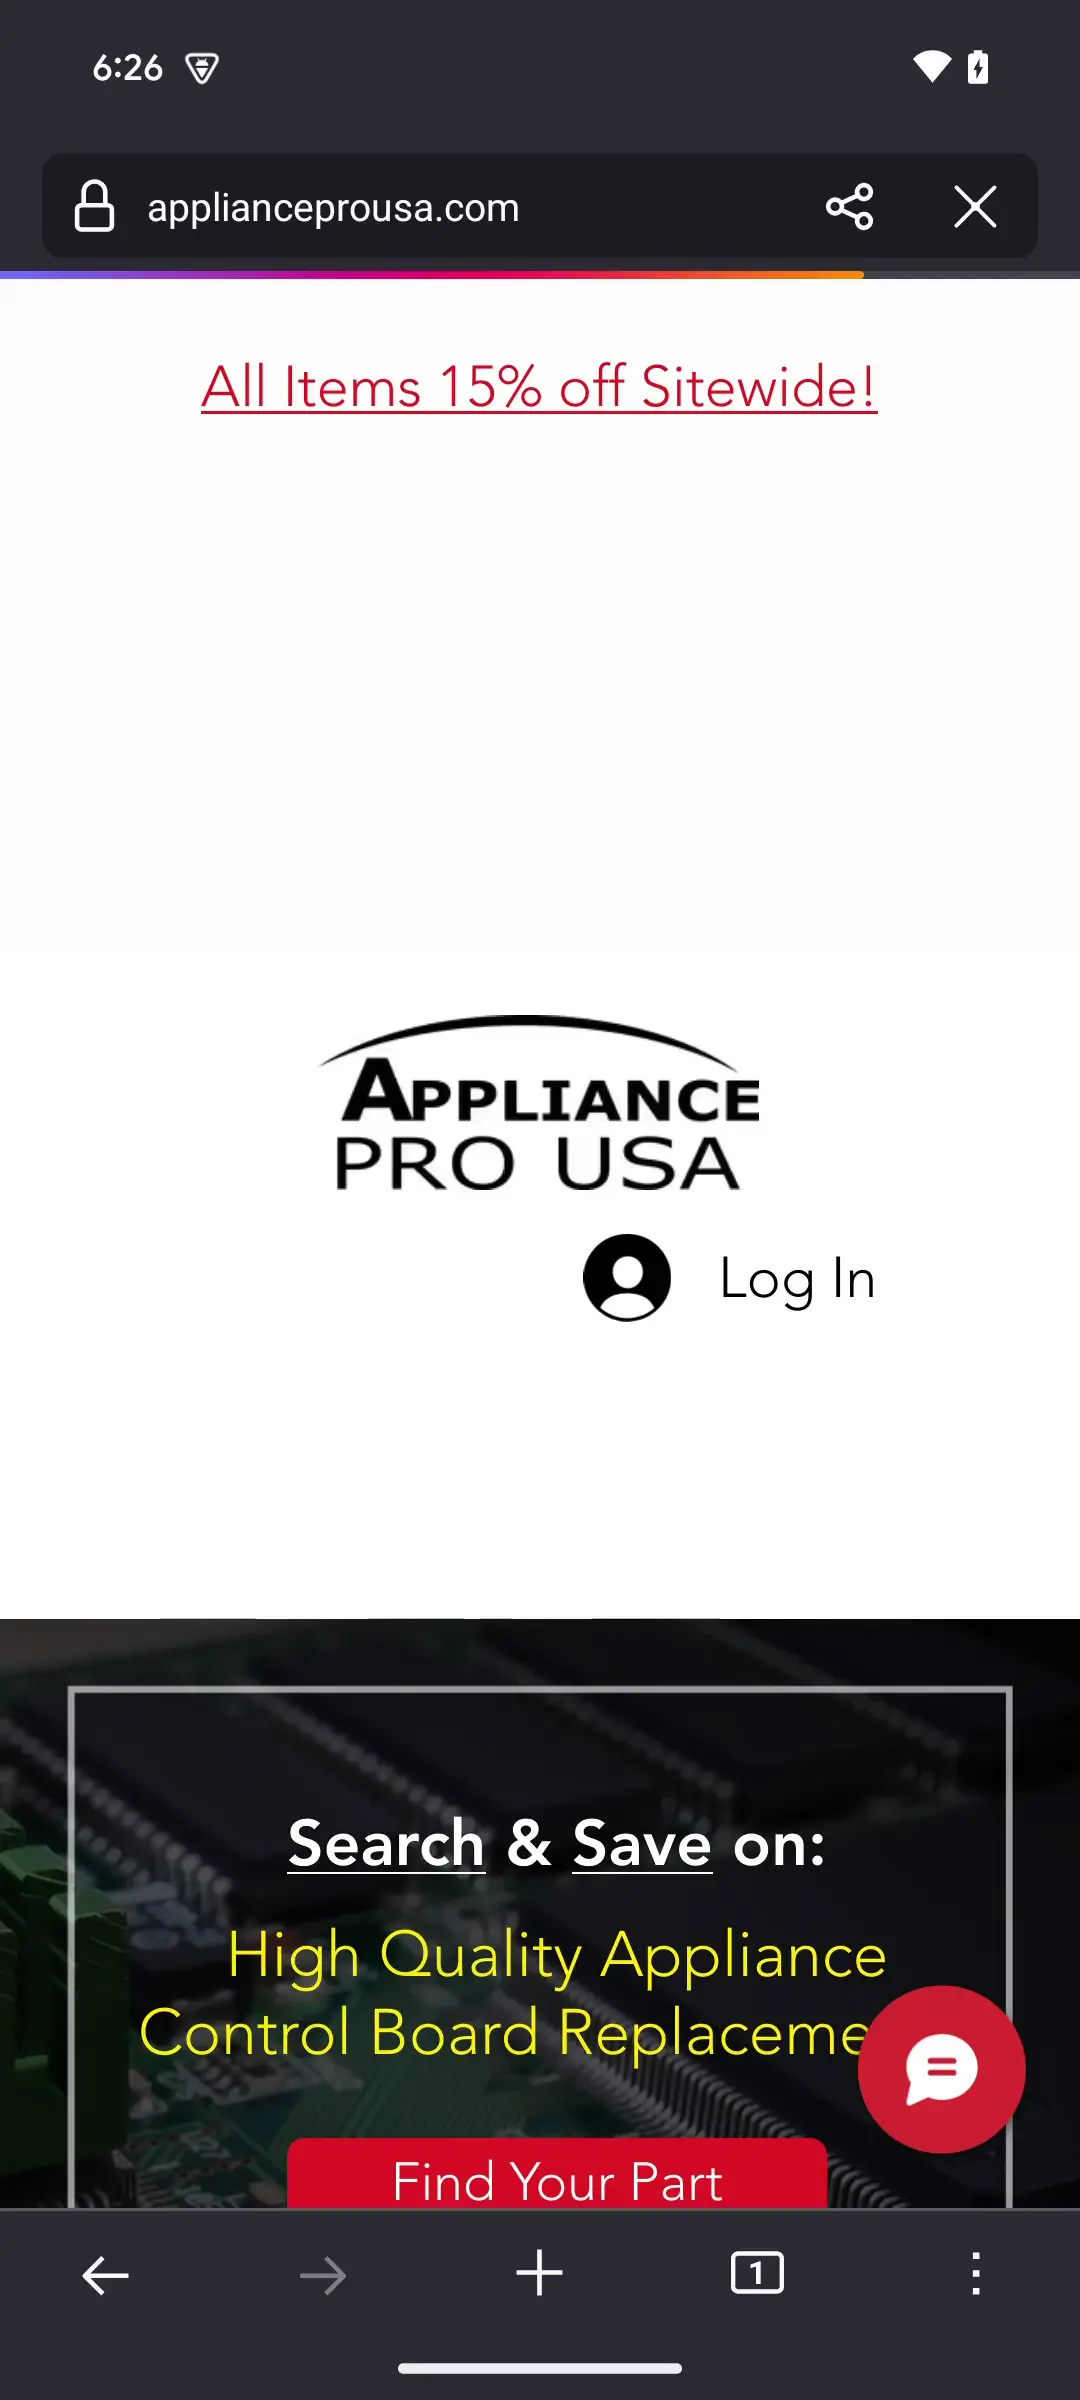 6:26
applianceprousa.com
All Items 15% off Sitewide!
APPLIANCE
PRO USA
Log In
Search & Save on:
High Quality Appliance
Control Board Replaceme
Find Your Part
1